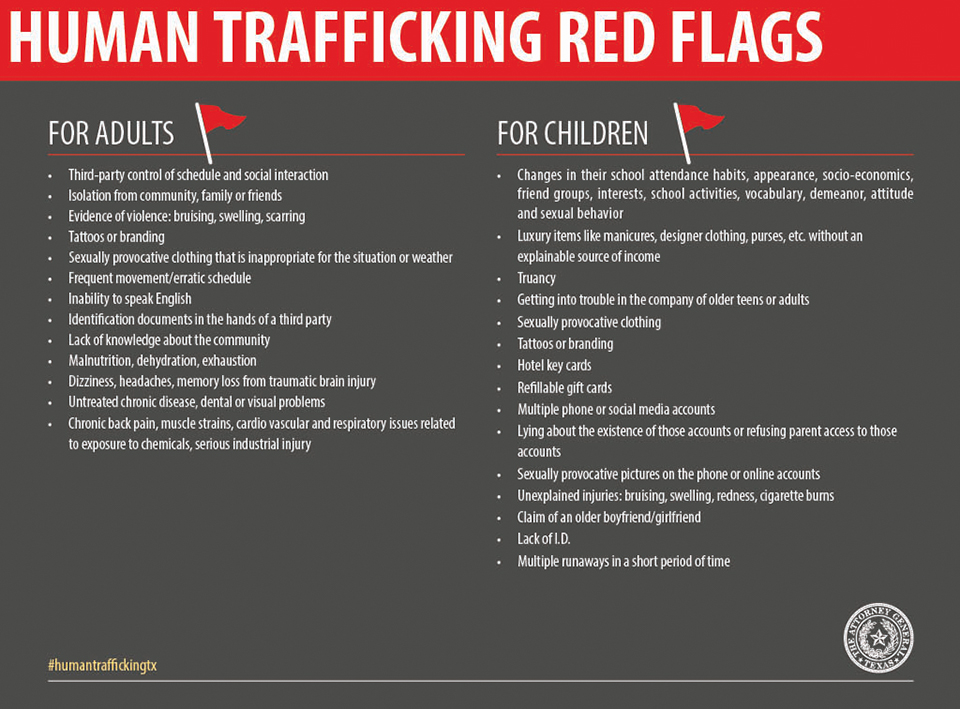 HUMAN TRAFFICKING RED FLAGS
FOR ADULTS
• Third-party control of schedule and social interaction
• Isolation from community, family or friends
• Evidence of violence: bruising, swelling, scarring
• Tattoos or branding
• Sexually provocative clothing that is inappropriate for the situation or weather
• Frequent movement/erratic schedule
• Inability to speak English
• Identification documents in the hands of a third party
• Lack of knowledge about the community
• Malnutrition, dehydration, exhaustion
• Dizziness, headaches, memory loss from traumatic brain injury
• Untreated chronic disease, dental or visual problems
• Chronic back pain, muscle strains, cardio vascular and respiratory issues related
to exposure to chemicals, serious industrial injury
FOR CHILDREN
• Changes in their school attendance habits, appearance, socio-economics,
friend groups, interests, school activities, vocabulary, demeanor, attitude
and sexual behavior
• Luxury items like manicures, designer clothing, purses, etc. without an
explainable source of income
• Truancy
• Getting into trouble in the company of older teens or adults
• Sexually provocative clothing
• Tattoos or branding
• Hotel key cards
• Refillable gift cards
• Multiple phone or social media accounts
• Lying about the existence of those accounts or refusing parent access to those
accounts
• Sexually provocative pictures on the phone or online accounts
• Unexplained injuries: bruising, swelling, redness, cigarette burns
• Claim of an older boyfriend/girlfriend
• Lack of I.D.
• Multiple runaways in a short period of time
#humantraffickingtx
THE ATTORNEY GENERAL
TEXAS